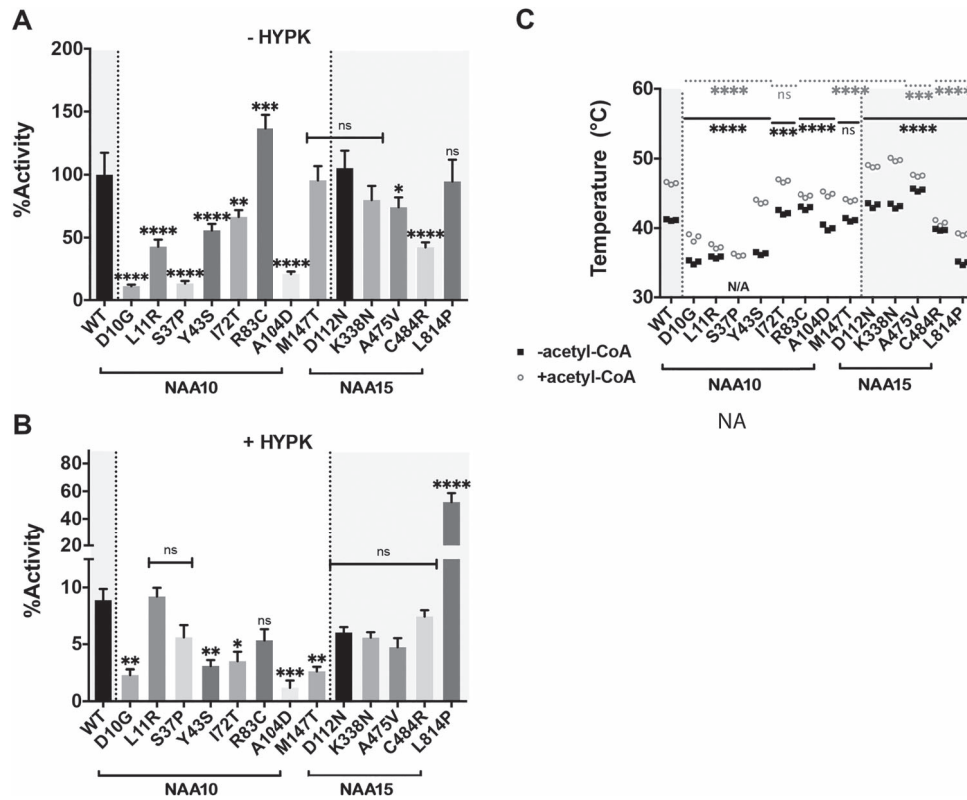 A
- HYPK
200
150
100
50
0
%Activity
****
****
****
****
**
***
****
ns
*
****
ns
WT
D10G
L11R
S37P
Y43S
I72T
R83C
A104D
M147T
D112N
K338N
A475V
C484R
L814P
NAA10
NAA15
B
+ HYPK
80
60
40
20
10
5
0
%Activity
**
ns
**
*
ns
***
**
ns
****
WT
D10G
L11R
S37P
Y43S
I72T
R83C
A104D
M147T
D112N
K338N
A475V
C484R
L814P
NAA10
NAA15
C
60
50
40
30
Temperature (°C)
**** ns **** *** ****
**** *** **** ns ****
N/A
WT
D10G
L11R
S37P
Y43S
I72T
R83C
A104D
M147T
D112N
K338N
A475V
C484R
L814P
-acetyl-CoA
+acetyl-CoA
NAA10
NAA15
NA